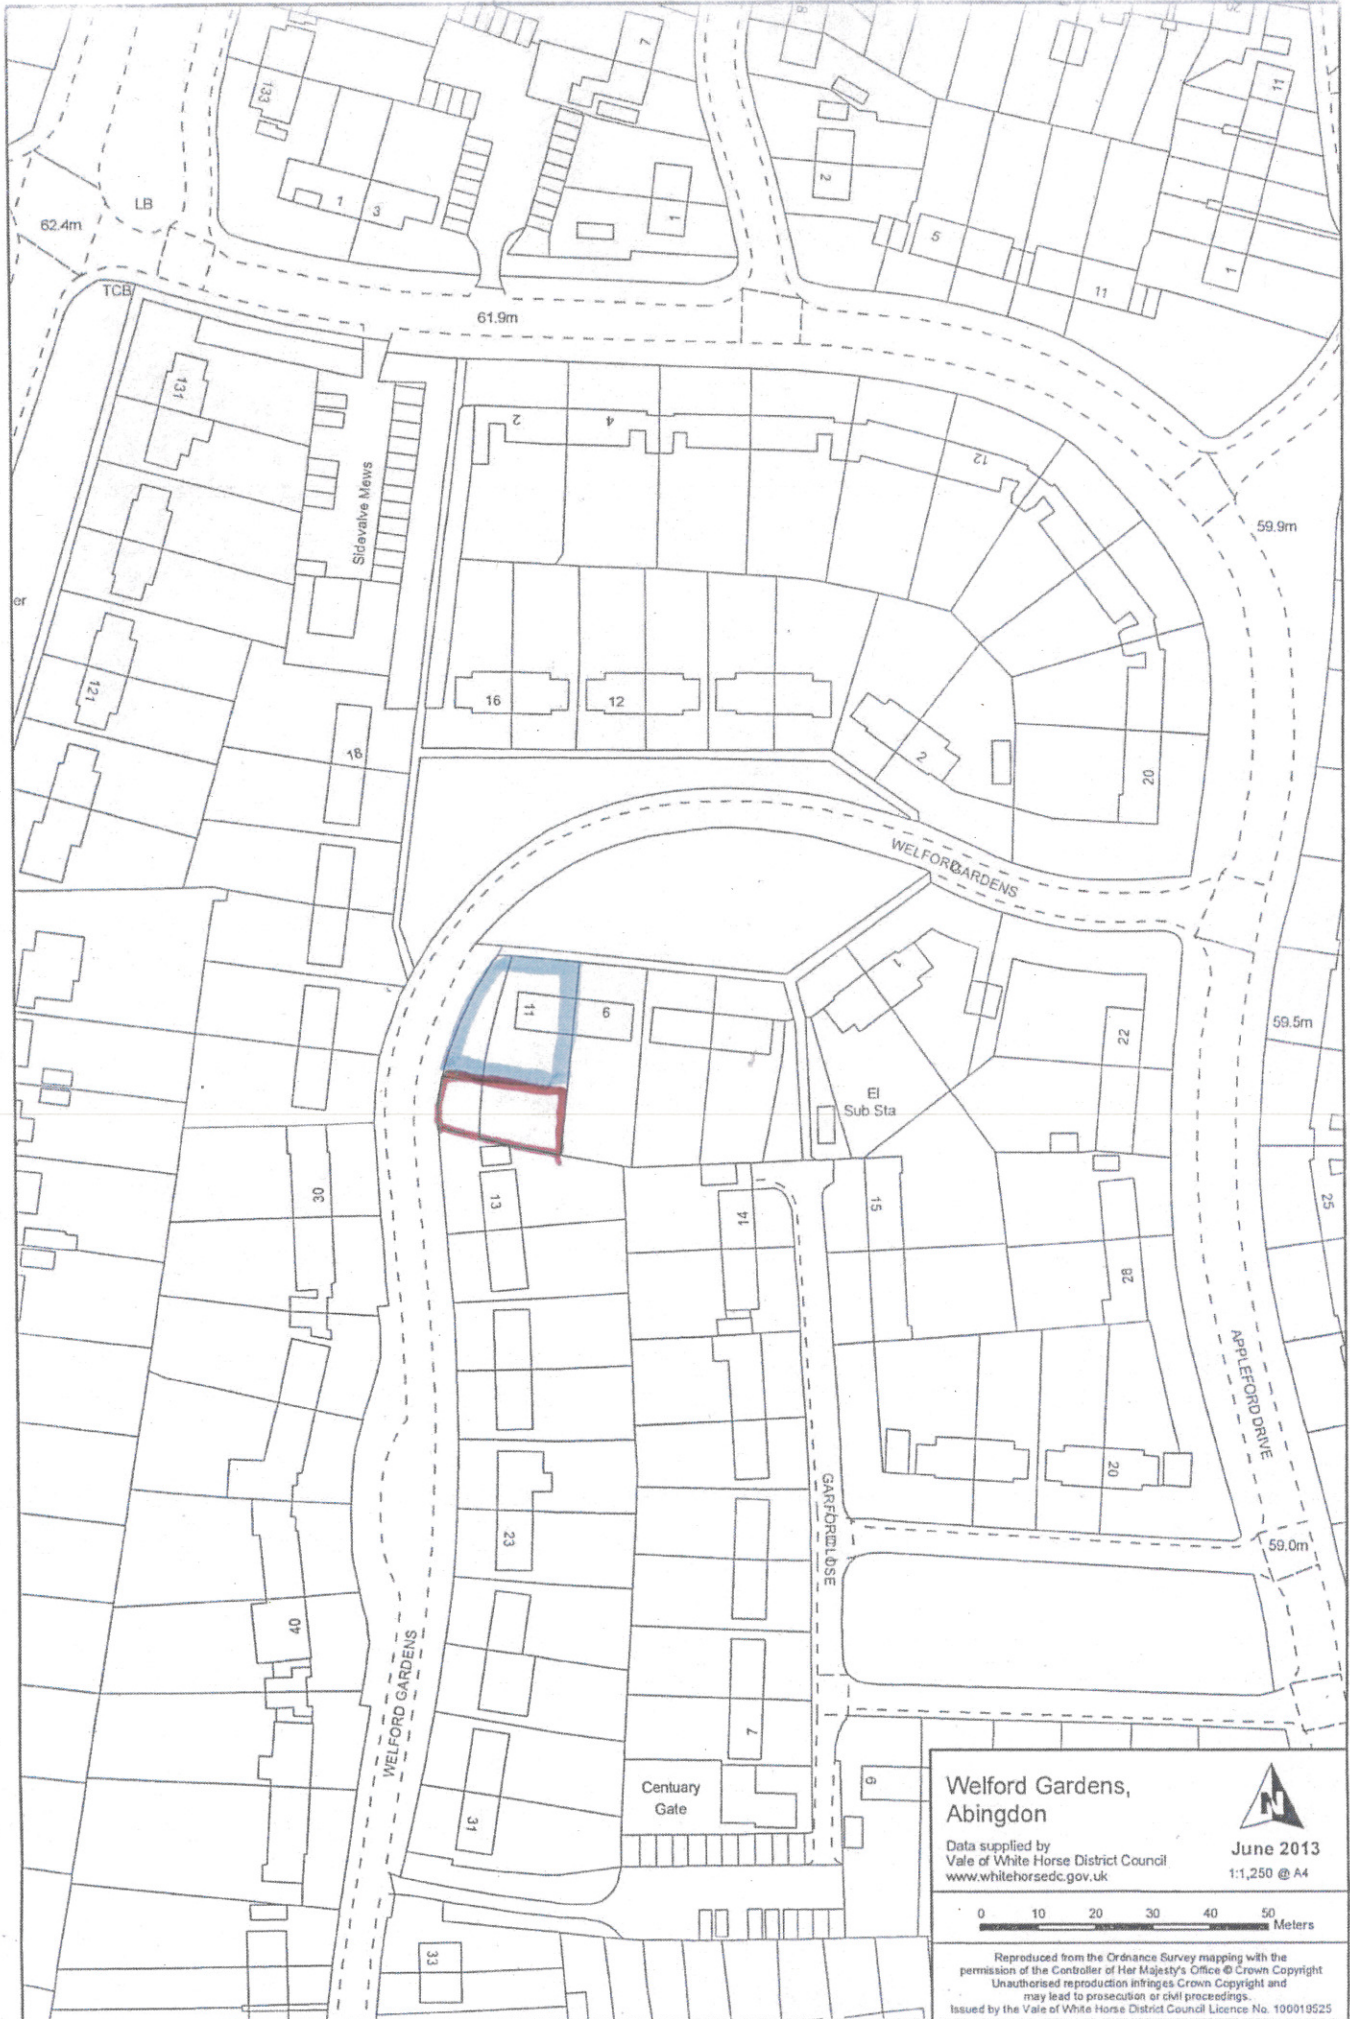 8
20
7
133
11
2
LB
1
3
1
62.4m
5
1
TCB
11
61.9m
131
2
4
12
Sidevalve Mews
59.9m
er
121
16
12
18
2
20
WELFORD GARDENS
1
11
6
59.5m
22
El
Sub Sta
30
13
14
15
25
28
APPLEFORD DRIVE
20
GARFORD CLOSE
23
59.0m
40
WELFORD GARDENS
7
Centuary
Gate
9
31
33
Welford Gardens,
Abingdon
N
Data supplied by
Vale of White Horse District Council
www.whitehorsedc.gov.uk
June 2013
1:1,250 @ A4
0 10 20 30 40 50
Meters
Reproduced from the Ordnance Survey mapping with the
permission of the Controller of Her Majesty's Office © Crown Copyright
Unauthorised reproduction infringes Crown Copyright and
may lead to prosecution or civil proceedings.
Issued by the Vale of White Horse District Council Licence No. 100019525